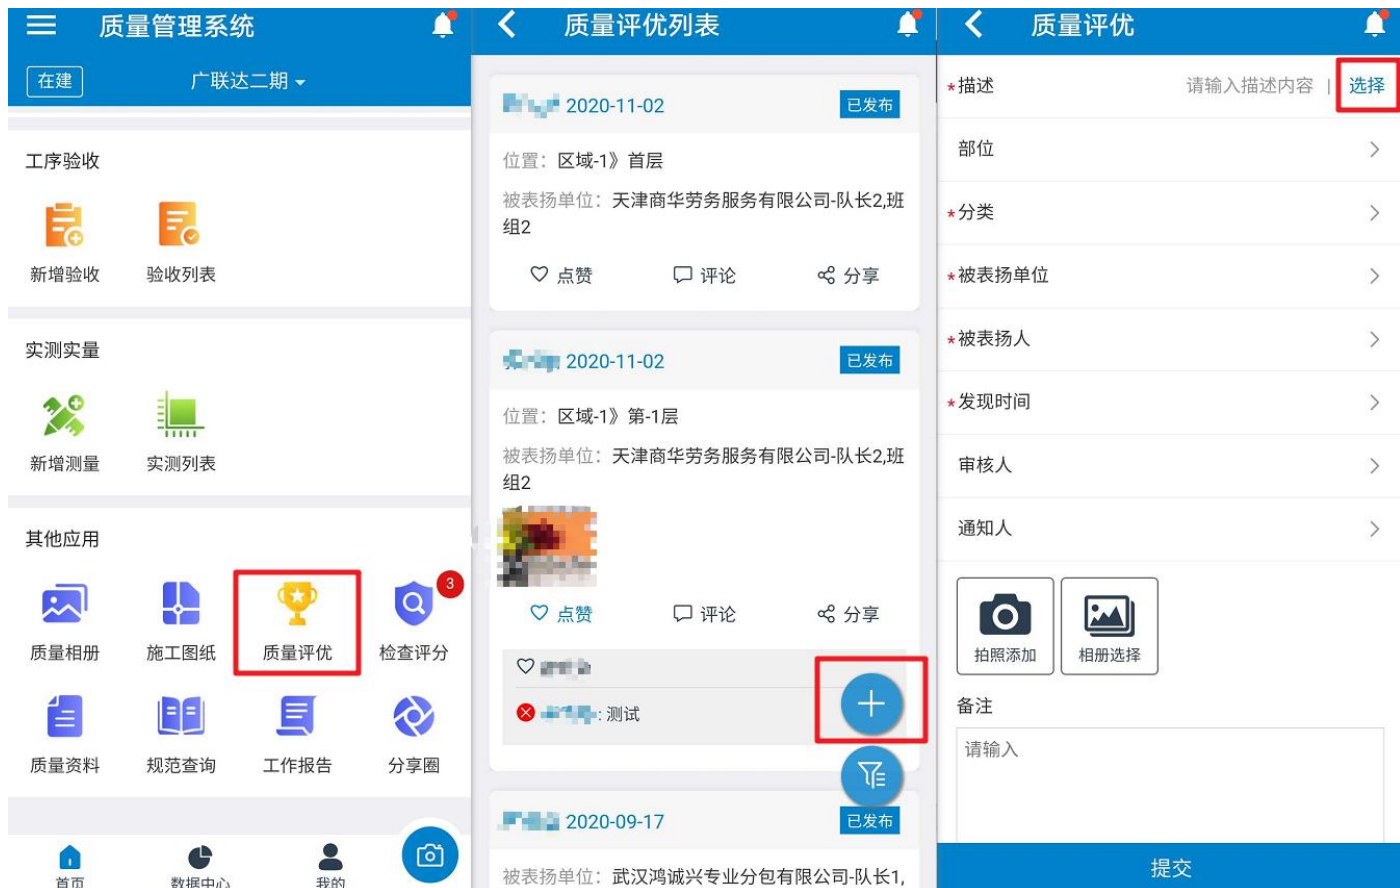 质量管理系统
在建
广联达二期
工序验收
新增验收
验收列表
实测实量
新增测量
实测列表
其他应用
3
质量相册
施工图纸
质量评优
检查评分
质量资料
规范查询
工作报告
分享圈
首页
数据中心
我的
质量评优列表
2020-11-02
已发布
位置：区域-1》首层
被表扬单位：天津商华劳务服务有限公司-队长2,班
组2
点赞
评论
分享
2020-11-02
已发布
位置：区域-1》第-1层
被表扬单位：天津商华劳务服务有限公司-队长2,班
组2
点赞
评论
分享
: 测试
2020-09-17
已发布
被表扬单位：武汉鸿诚兴专业分包有限公司-队长1,
质量评优
*描述
请输入描述内容 |
选择
部位
*分类
*被表扬单位
*被表扬人
*发现时间
审核人
通知人
拍照添加
相册选择
备注
请输入
提交